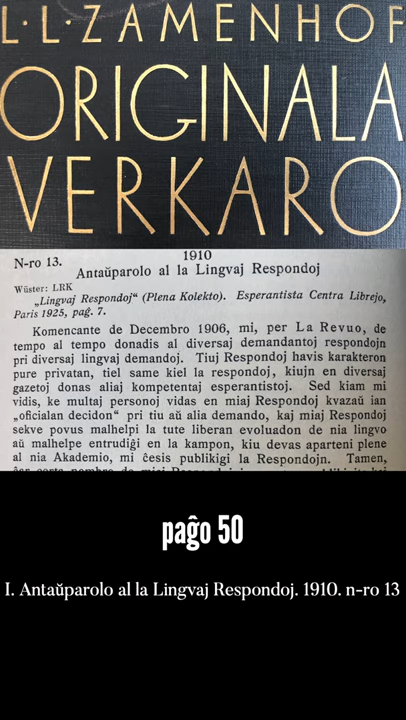 L·L·ZAMENHOF
ORIGINALA
VERKARO
1910
N-ro 13.
Antaŭparolo al la Lingvaj Respondoj
Wüster: LRK
„Lingvaj Respondoj“ (Plena Kolekto). Esperantista Centra Librejo,
Paris 1925, paĝ. 7.
Komencante de Decembro 1906, mi, per La Revuo, de
tempo al tempo donadis al diversaj demandantoj respondojn
pri diversaj lingvaj demandoj. Tiuj Respondoj havis karakteron
pure privatan, tiel same kiel la respondoj, kiujn en diversaj
gazetoj donas aliaj kompetentaj esperantistoj. Sed kiam mi
vidis, ke multaj personoj vidas en miaj Respondoj kvazaŭ ian
„oficialan decidon“ pri tiu aŭ alia demando, kaj miaj Respondoj
sekve povus malhelpi la tute liberan evoluadon de nia lingvo
aŭ malhelpe entrudiĝi en la kampon, kiu devas aparteni plene
al nia Akademio, mi ĉesis publikigi la Respondojn. Tamen,
paĝo 50
I. Antaŭparolo al la Lingvaj Respondoj. 1910. n-ro 13